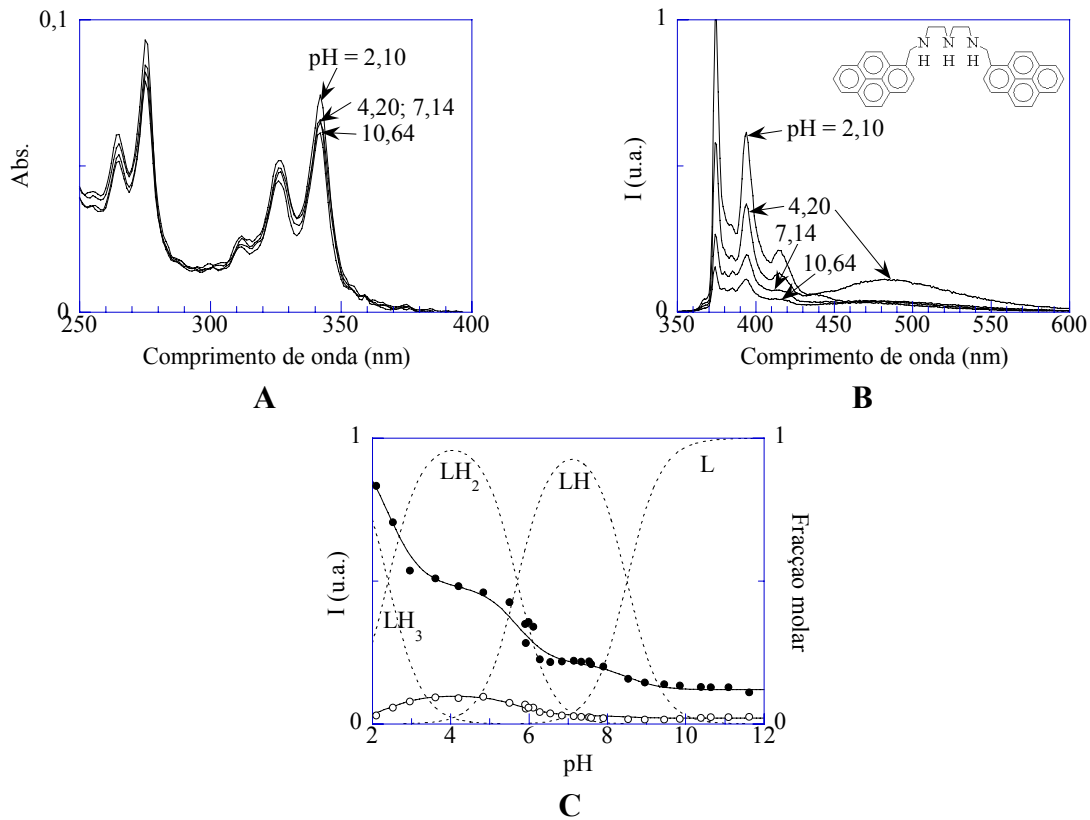 0,1
Abs.
0
pH = 2,10
4,20; 7,14
10,64
250 300 350 400
Comprimento de onda (nm)
A
1
I (u.a.)
0
N N N
H H H
pH = 2,10
4,20
7,14
10,64
350 400 450 500 550 600
Comprimento de onda (nm)
B
1
I (u.a.)
0
LH3
LH2
LH
L
1
Fracçao molar
0
2 4 6 8 10 12
pH
C